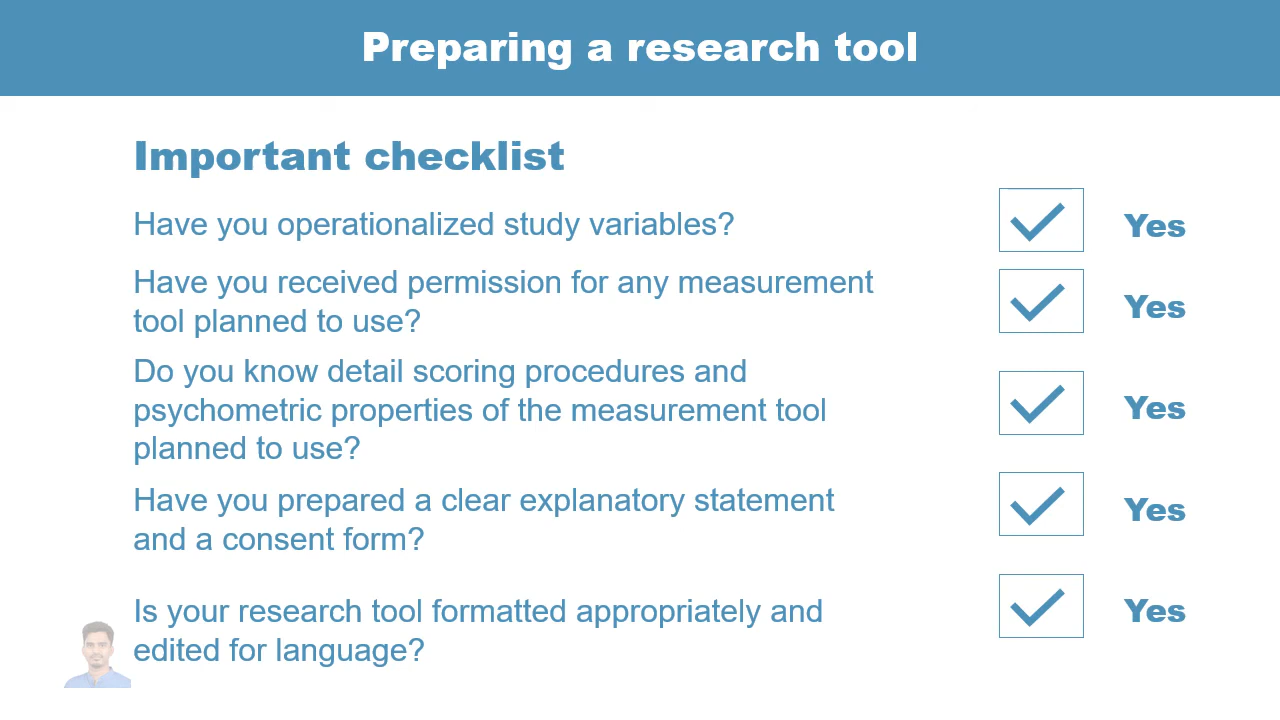 Preparing a research tool
Important checklist
Have you operationalized study variables?
Yes
Have you received permission for any measurement
tool planned to use?
Yes
Do you know detail scoring procedures and
psychometric properties of the measurement tool
planned to use?
Yes
Have you prepared a clear explanatory statement
and a consent form?
Yes
Is your research tool formatted appropriately and
edited for language?
Yes